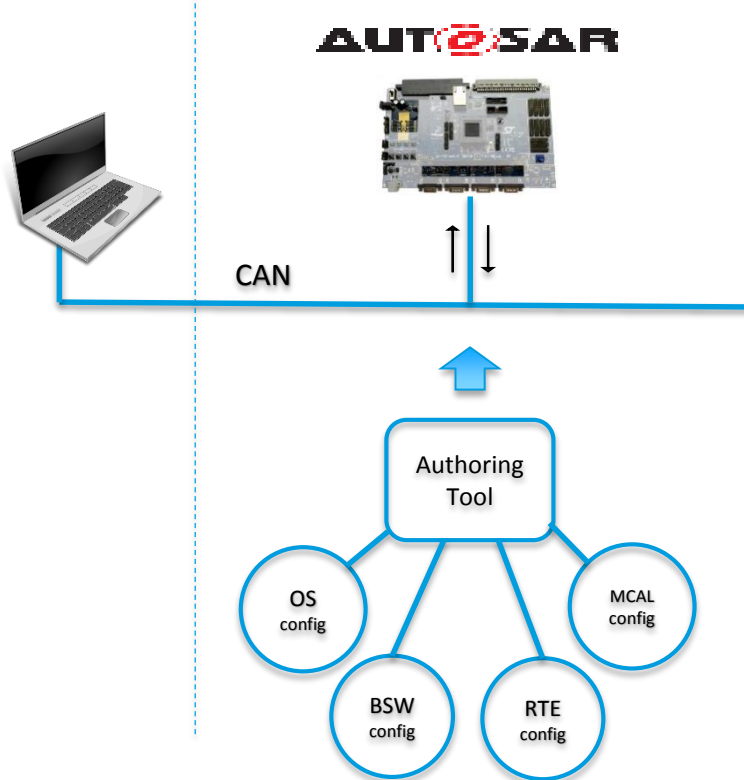 AUTOSAR
CAN
Authoring
Tool
OS
config
MCAL
config
BSW
config
RTE
config